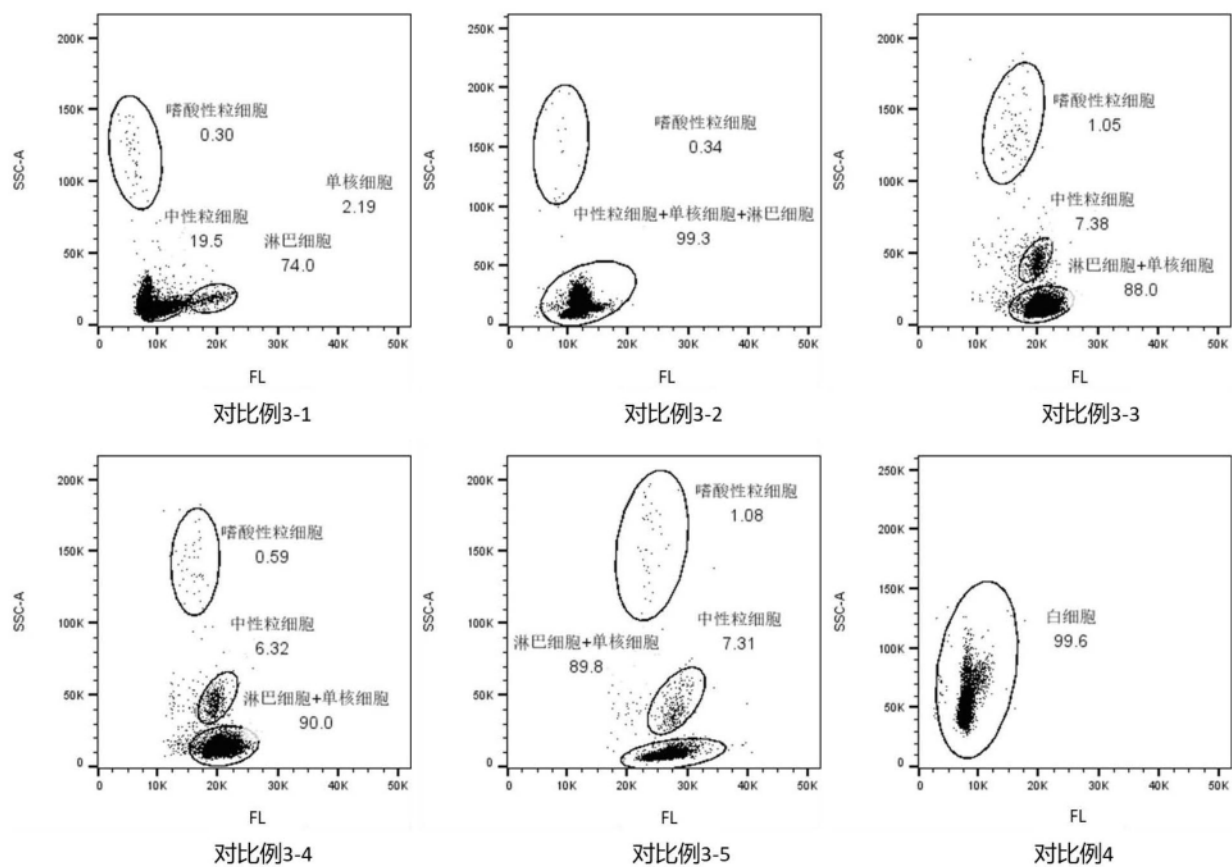 200K
150K
100K
50K
0
SSC-A
嗜酸性粒细胞
0.30
单核细胞
2.19
中性粒细胞
19.5
淋巴细胞
74.0
0 10K 20K 30K 40K 50K
FL
对比例3-1
250K
200K
150K
100K
50K
0
SSC-A
嗜酸性粒细胞
0.34
中性粒细胞+单核细胞+淋巴细胞
99.3
0 10K 20K 30K 40K 50K
FL
对比例3-2
200K
150K
100K
50K
0
SSC-A
嗜酸性粒细胞
1.05
中性粒细胞
7.38
淋巴细胞+单核细胞
88.0
0 10K 20K 30K 40K 50K
FL
对比例3-3
200K
150K
100K
50K
0
SSC-A
嗜酸性粒细胞
0.59
中性粒细胞
6.32
淋巴细胞+单核细胞
90.0
0 10K 20K 30K 40K 50K
FL
对比例3-4
200K
150K
100K
50K
0
SSC-A
嗜酸性粒细胞
1.08
淋巴细胞+单核细胞
89.8
中性粒细胞
7.31
0 10K 20K 30K 40K 50K
FL
对比例3-5
250K
200K
150K
100K
50K
0
SSC-A
白细胞
99.6
0 10K 20K 30K 40K 50K
FL
对比例4